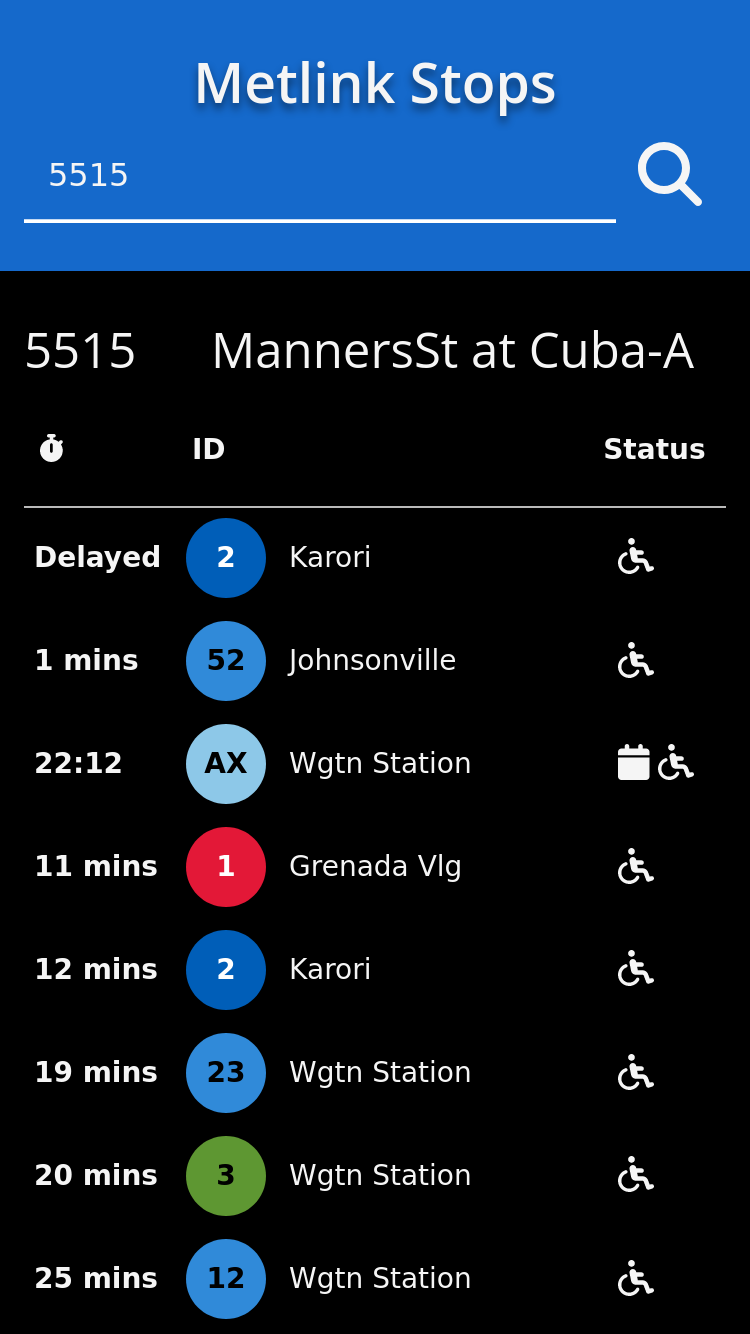 Metlink Stops
5515
5515 MannersSt at Cuba-A
ID Status
Delayed 2 Karori
1 mins 52 Johnsonville
22:12 AX Wgtn Station
11 mins 1 Grenada Vlg
12 mins 2 Karori
19 mins 23 Wgtn Station
20 mins 3 Wgtn Station
25 mins 12 Wgtn Station